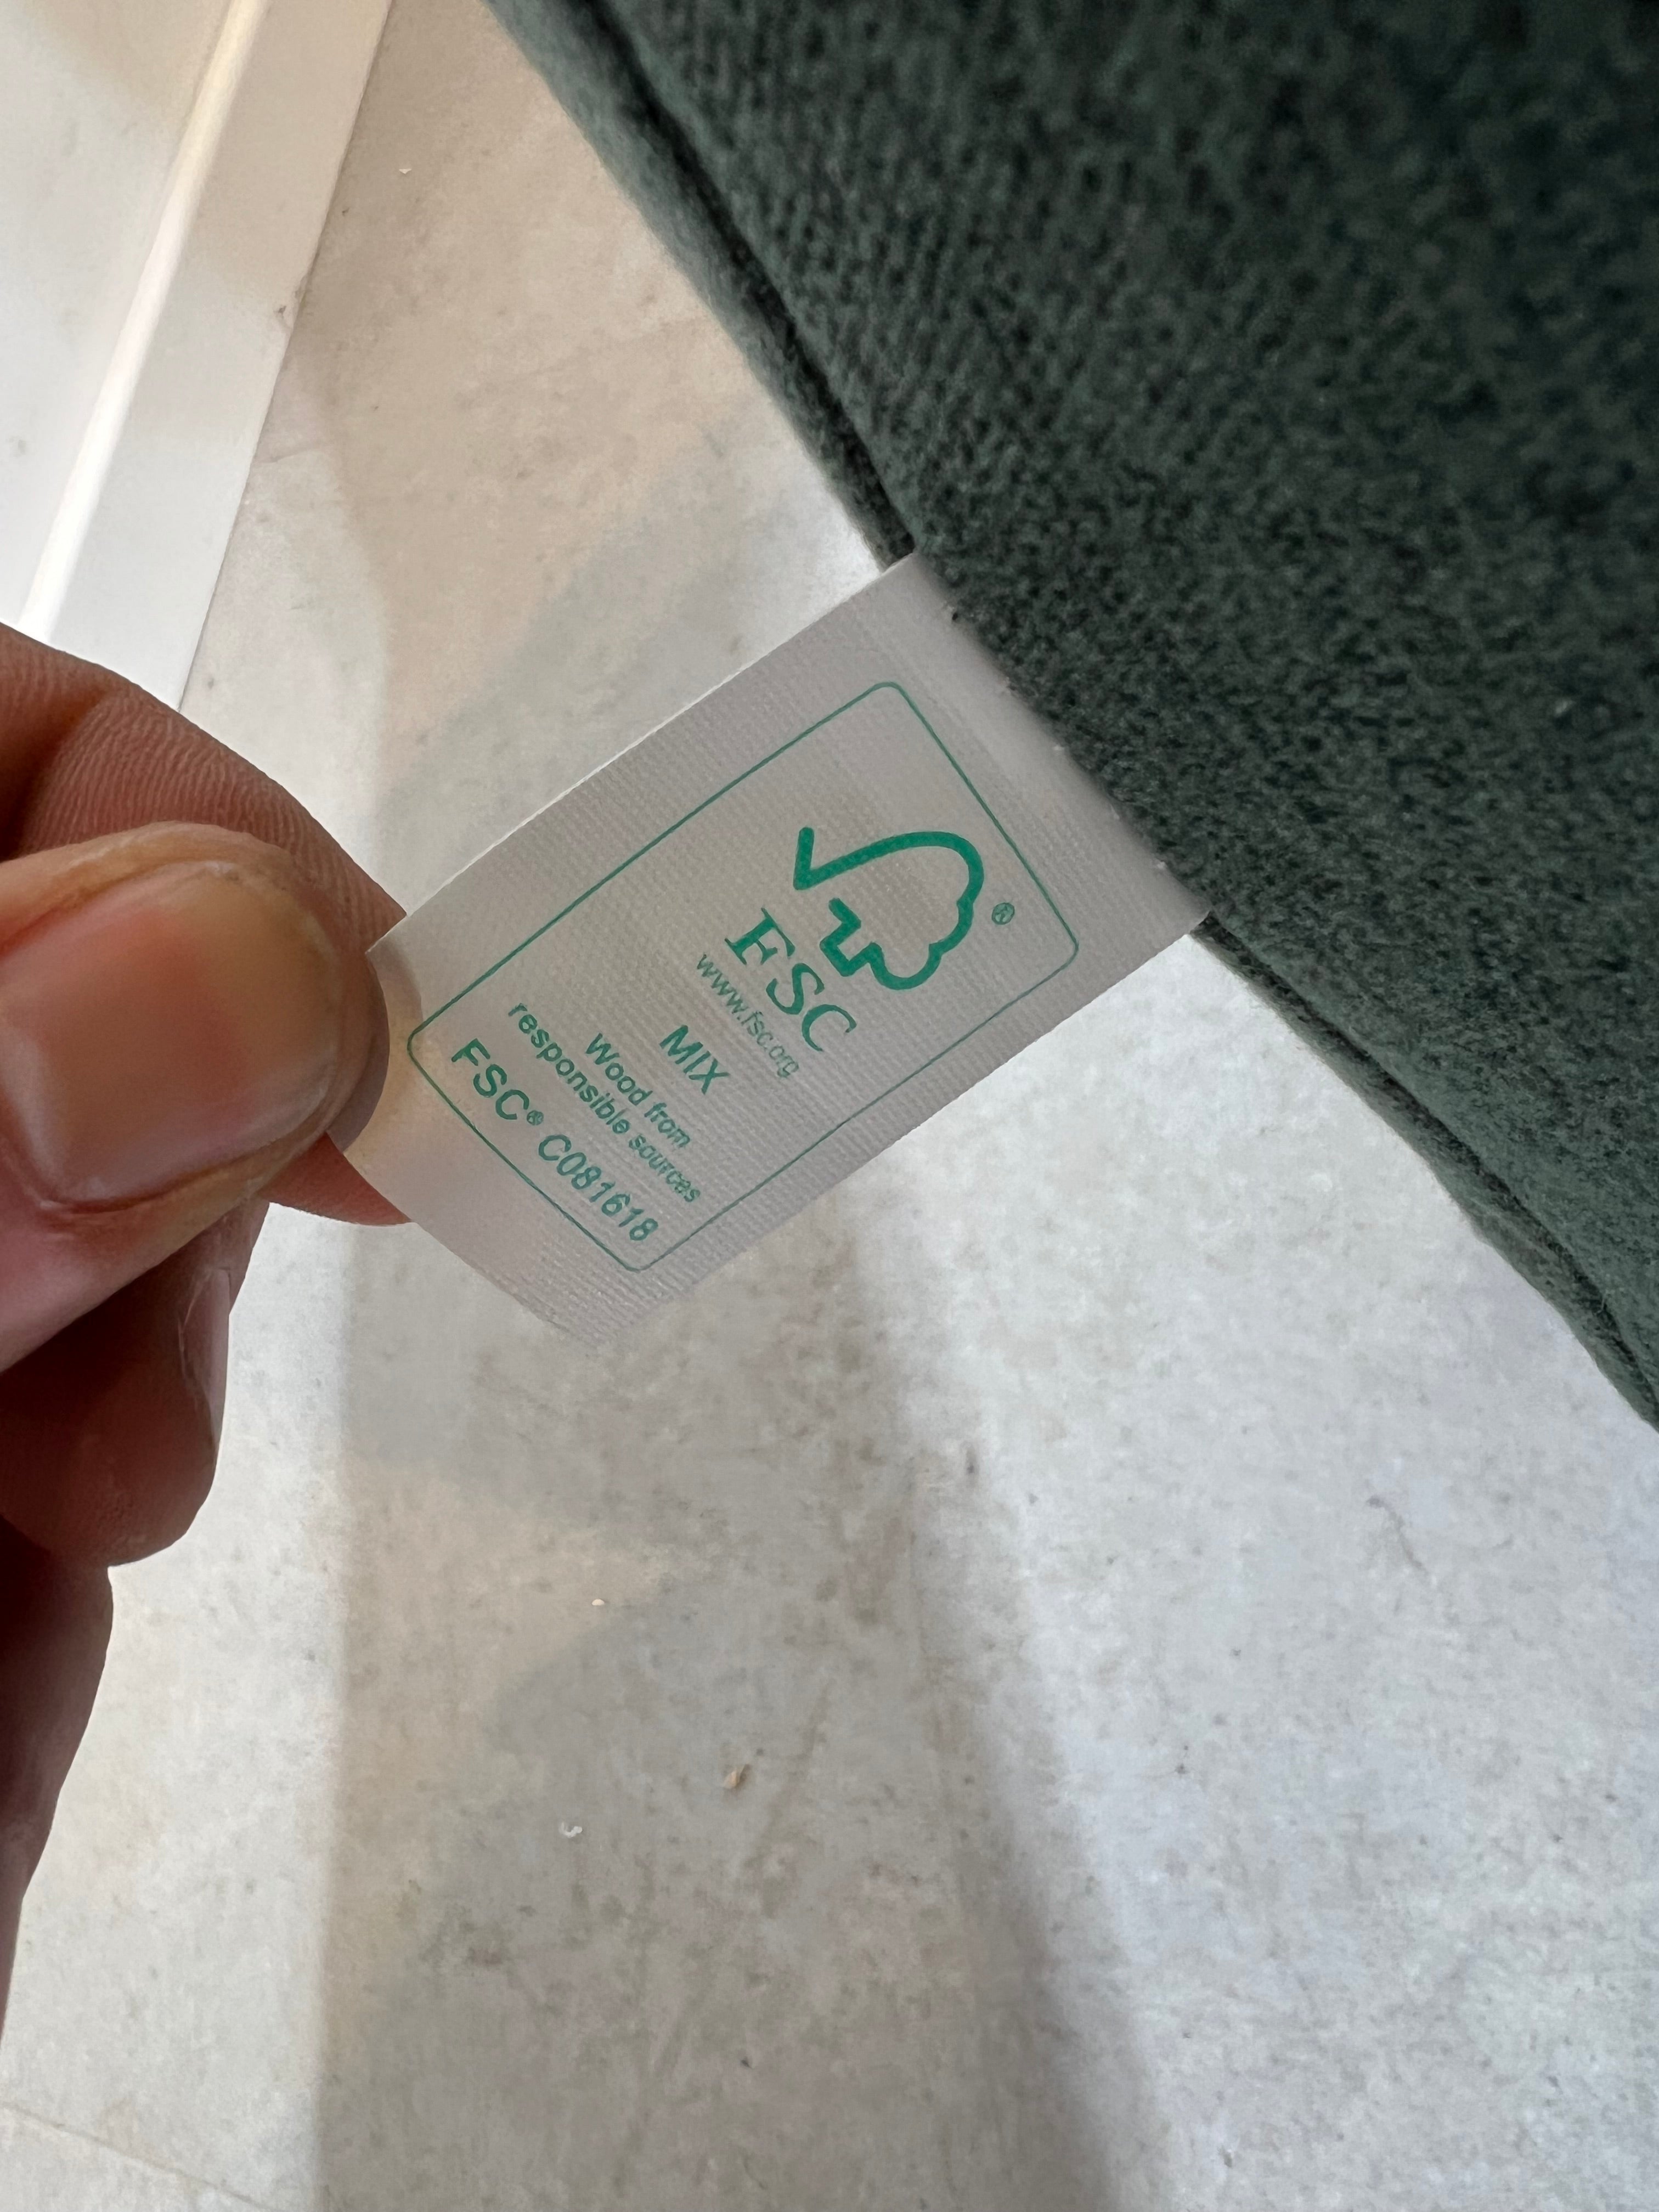 ®
FSC
www.fsc.org
MIX
Wood from
responsible sources
FSC® C081618